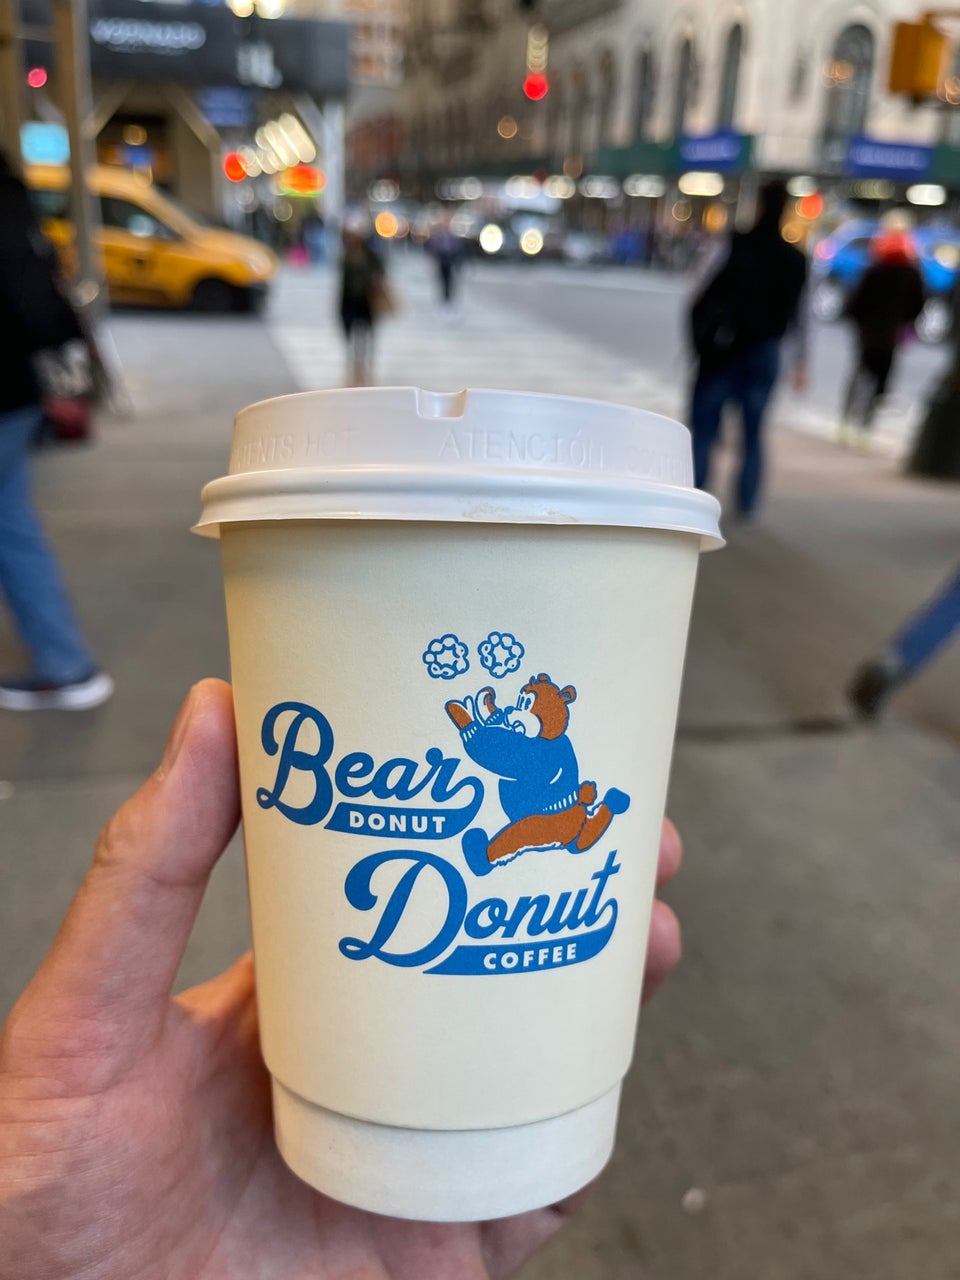 ATENCIÓN
Bear
DONUT
Donut
COFFEE